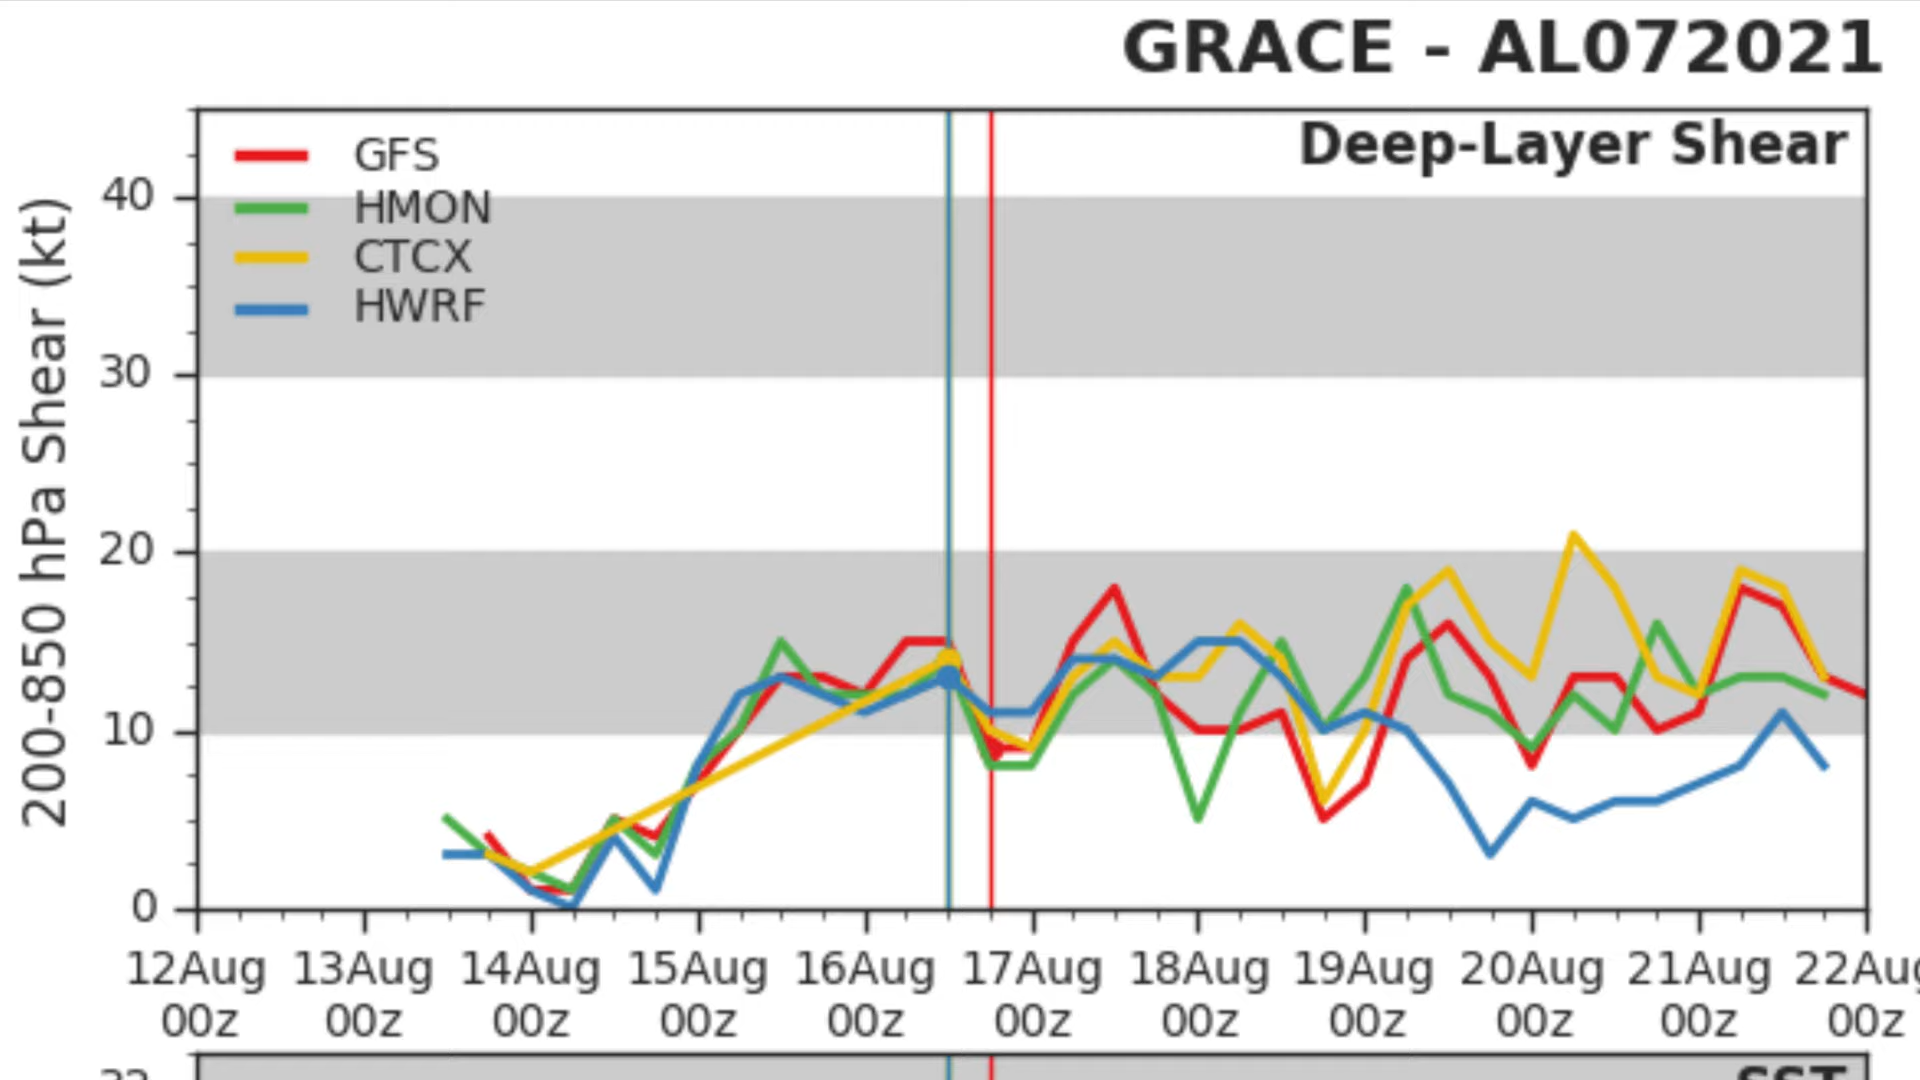 GRACE - AL072021
Deep-Layer Shear
GFS
HMON
CTCX
HWRF
200-850 hPa Shear (kt)
40
30
20
10
0
12Aug 13Aug 14Aug 15Aug 16Aug 17Aug 18Aug 19Aug 20Aug 21Aug 22Aug
00z 00z 00z 00z 00z 00z 00z 00z 00z 00z 00z
32
SST